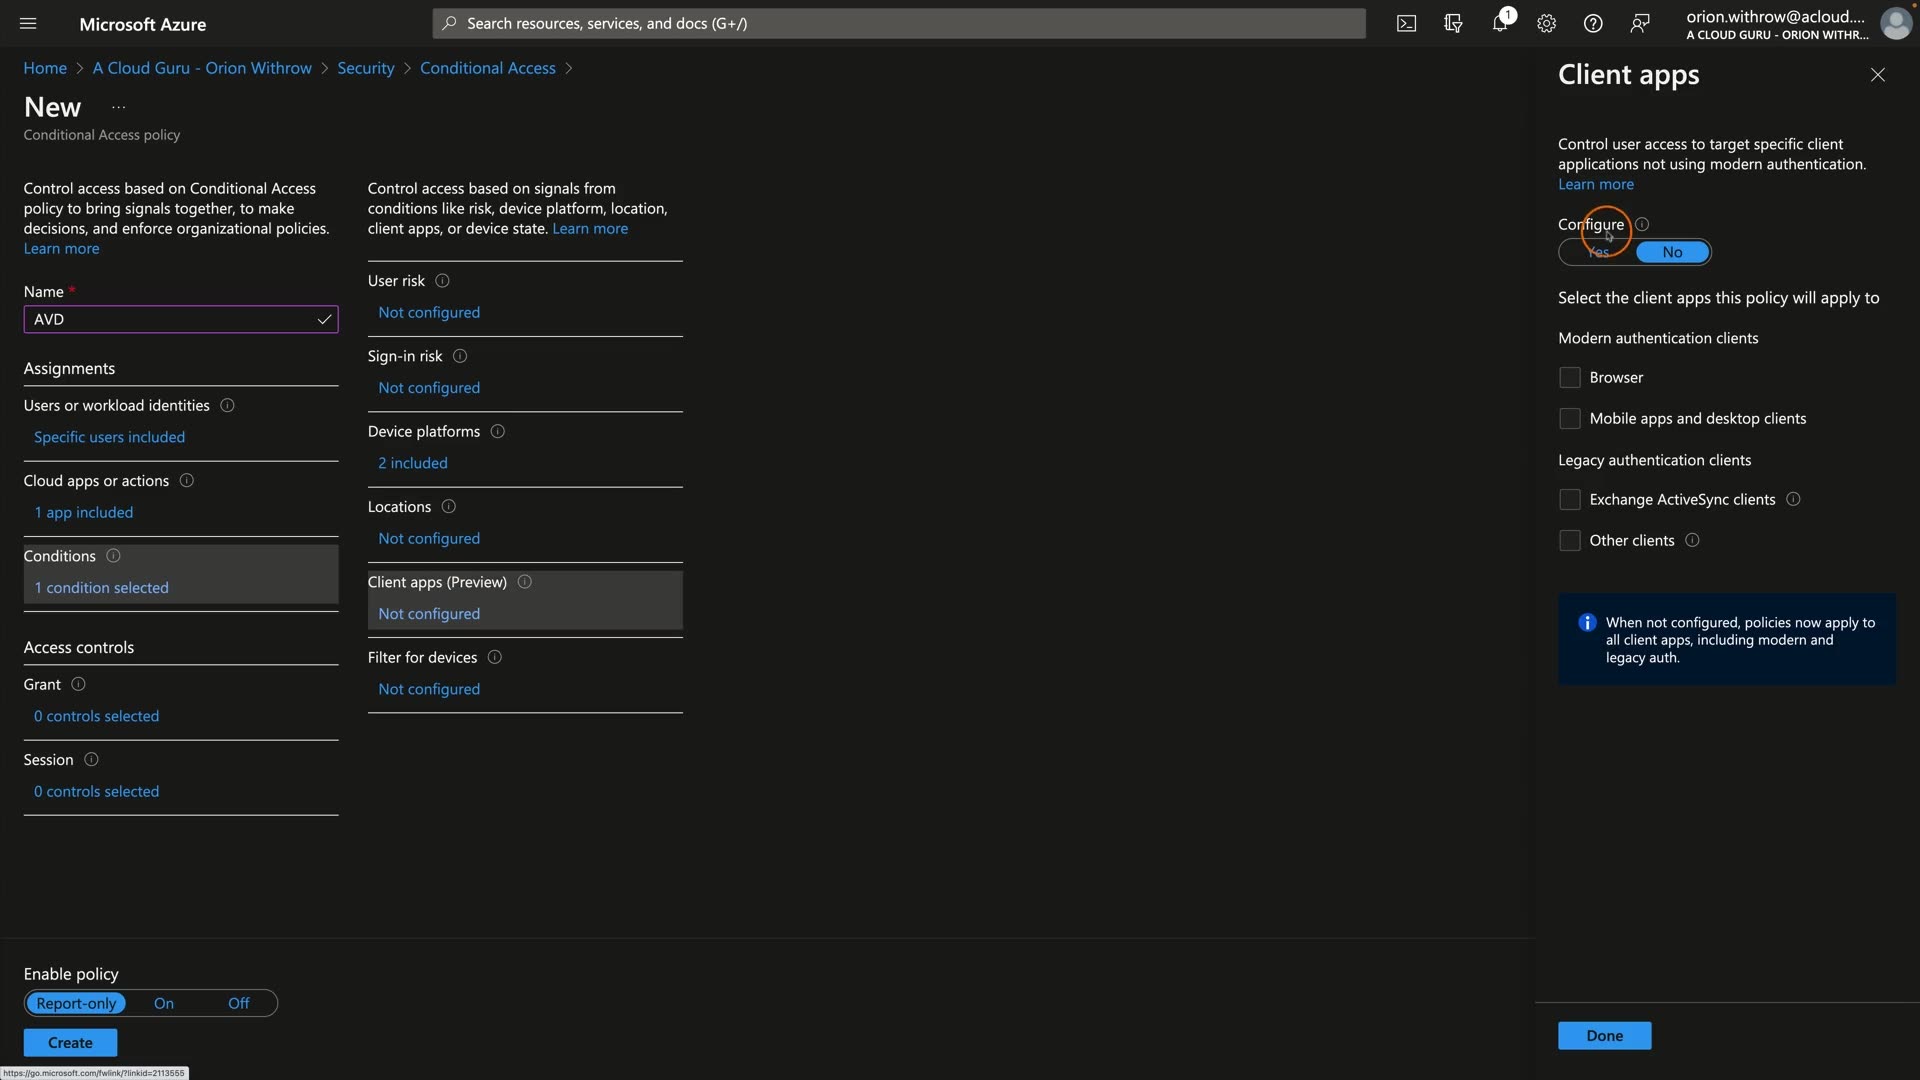 Microsoft Azure
Search resources, services, and docs (G+/)
1
orion.withrow@acloud....
A CLOUD GURU - ORION WITHR...
Home > A Cloud Guru - Orion Withrow > Security > Conditional Access >
New ...
Conditional Access policy
Control access based on Conditional Access
policy to bring signals together, to make
decisions, and enforce organizational policies.
Learn more
Name *
AVD
Assignments
Users or workload identities
Specific users included
Cloud apps or actions
1 app included
Conditions
1 condition selected
Access controls
Grant
0 controls selected
Session
0 controls selected
Enable policy
Report-only On Off
Create
https://go.microsoft.com/fwlink/?linkid=2113555
Control access based on signals from
conditions like risk, device platform, location,
client apps, or device state. Learn more
User risk
Not configured
Sign-in risk
Not configured
Device platforms
2 included
Locations
Not configured
Client apps (Preview)
Not configured
Filter for devices
Not configured
Client apps
Control user access to target specific client
applications not using modern authentication.
Learn more
Configure
Yes No
Select the client apps this policy will apply to
Modern authentication clients
Browser
Mobile apps and desktop clients
Legacy authentication clients
Exchange ActiveSync clients
Other clients
When not configured, policies now apply to
all client apps, including modern and
legacy auth.
Done